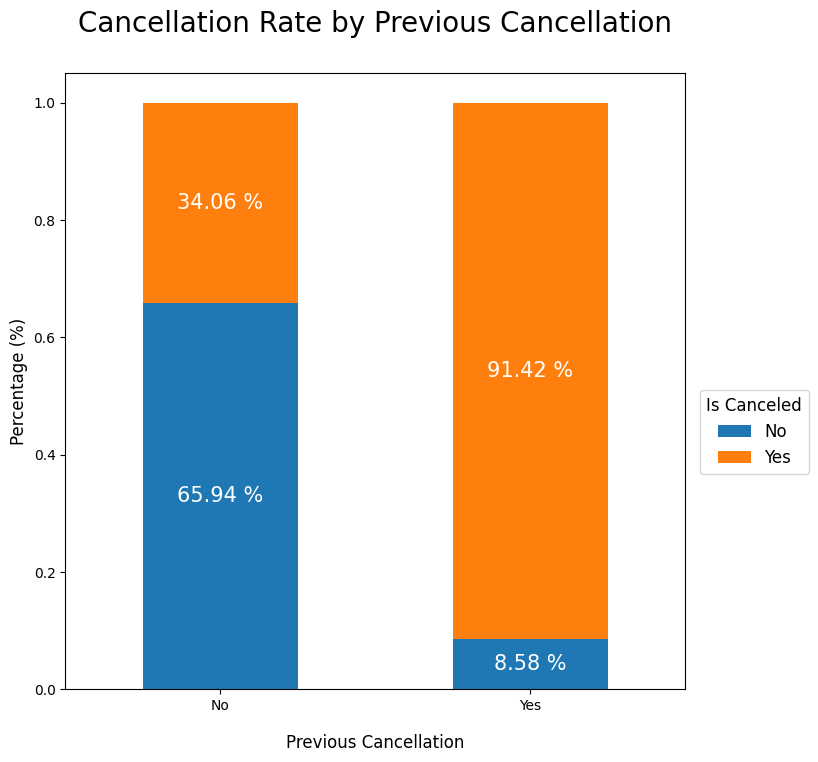 Cancellation Rate by Previous Cancellation
1.0
0.8
0.6
0.4
0.2
0.0
Percentage (%)
34.06 %
65.94 %
91.42 %
8.58 %
No
Yes
Previous Cancellation
Is Canceled
No
Yes